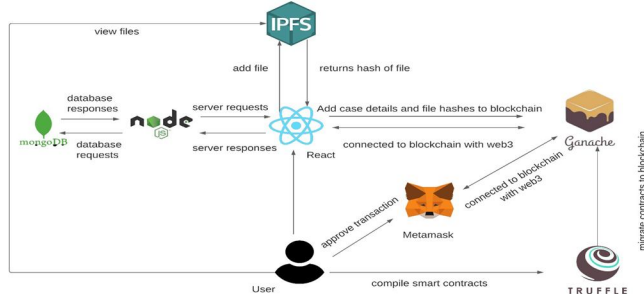 IPFS
view files
add file
returns hash of file
database
responses
server requests
Add case details and file hashes to blockchain
mongoDB
node
JS
Ganache
database
requests
server responses
connected to blockchain with web3
React
migrate contracts to blockchain
connected to blockchain
with web3
approve transaction
Metamask
User
compile smart contracts
TRUFFLE